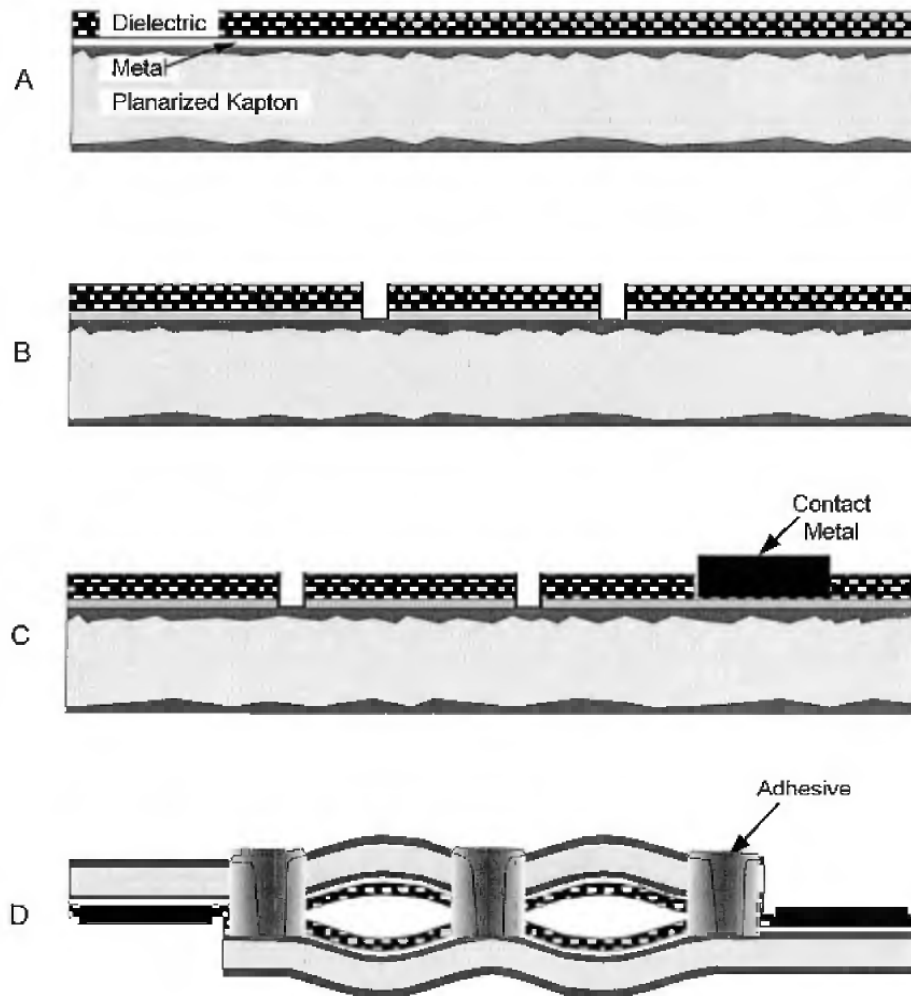 Dielectric
Metal
A
Planarized Kapton
B
Contact
Metal
C
Adhesive
D